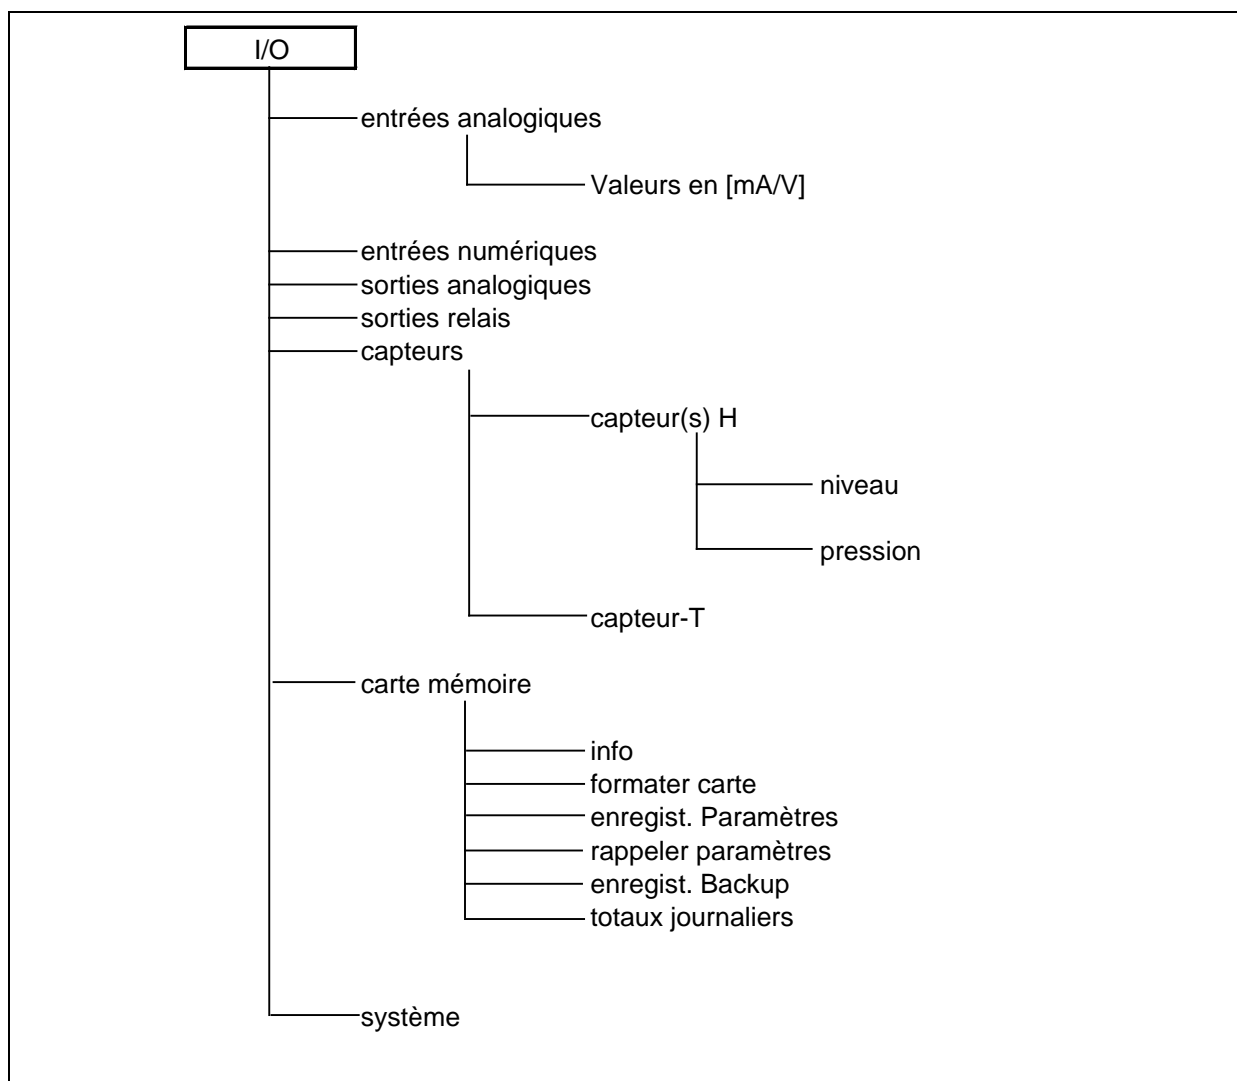 I/O
entrées analogiques
Valeurs en [mA/V]
entrées numériques
sorties analogiques
sorties relais
capteurs
capteur(s) H
niveau
pression
capteur-T
carte mémoire
info
formater carte
enregist. Paramètres
rappeler paramètres
enregist. Backup
totaux journaliers
système